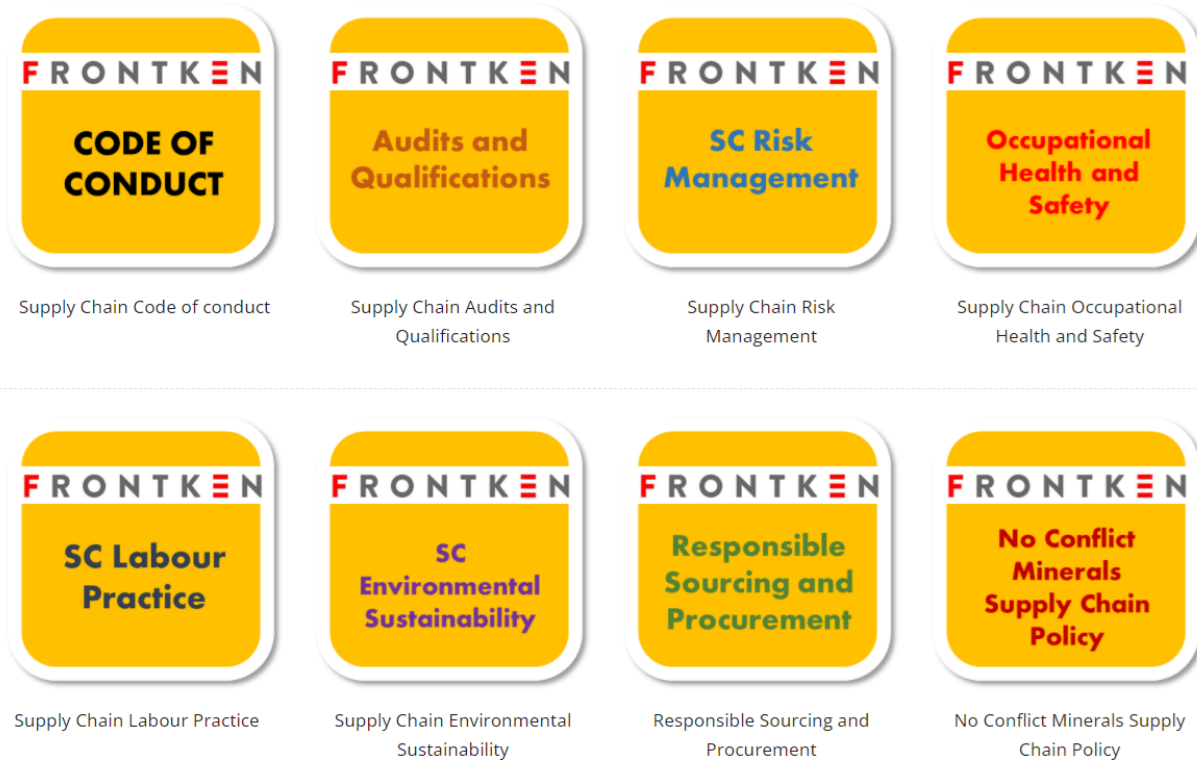 FRONTKEN
CODE OF
CONDUCT
Supply Chain Code of conduct
FRONTKEN
Audits and
Qualifications
Supply Chain Audits and
Qualifications
FRONTKEN
SC Risk
Management
Supply Chain Risk
Management
FRONTKEN
Occupational
Health and
Safety
Supply Chain Occupational
Health and Safety
FRONTKEN
SC Labour
Practice
Supply Chain Labour Practice
FRONTKEN
SC
Environmental
Sustainability
Supply Chain Environmental
Sustainability
FRONTKEN
Responsible
Sourcing and
Procurement
Responsible Sourcing and
Procurement
FRONTKEN
No Conflict
Minerals
Supply Chain
Policy
No Conflict Minerals Supply
Chain Policy